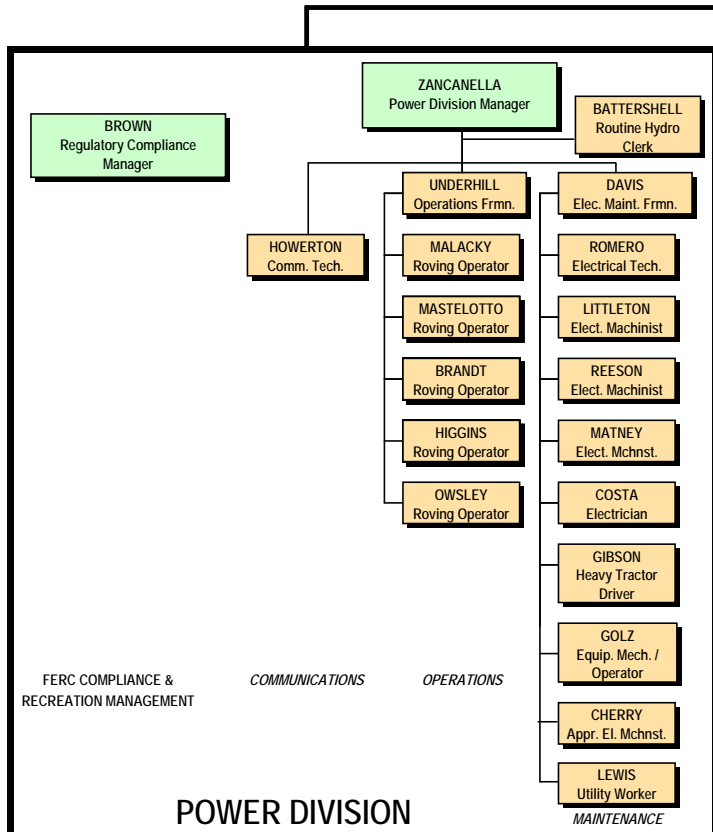 ZANCANELLA
Power Division Manager
BATTERSHELL
Routine Hydro
Clerk
BROWN
Regulatory Compliance
Manager
UNDERHILL
Operations Frmn.
DAVIS
Elec. Maint. Frmn.
HOWERTON
Comm. Tech.
MALACKY
Roving Operator
ROMERO
Electrical Tech.
MASTELOTTO
Roving Operator
LITTLETON
Elect. Machinist
BRANDT
Roving Operator
REESON
Elect. Machinist
HIGGINS
Roving Operator
MATNEY
Elect. Mchnst.
OWSLEY
Roving Operator
COSTA
Electrician
GIBSON
Heavy Tractor
Driver
GOLZ
Equip. Mech. /
Operator
FERC COMPLIANCE &
RECREATION MANAGEMENT
COMMUNICATIONS
OPERATIONS
CHERRY
Appr. El. Mchnst.
LEWIS
Utility Worker
POWER DIVISION
MAINTENANCE